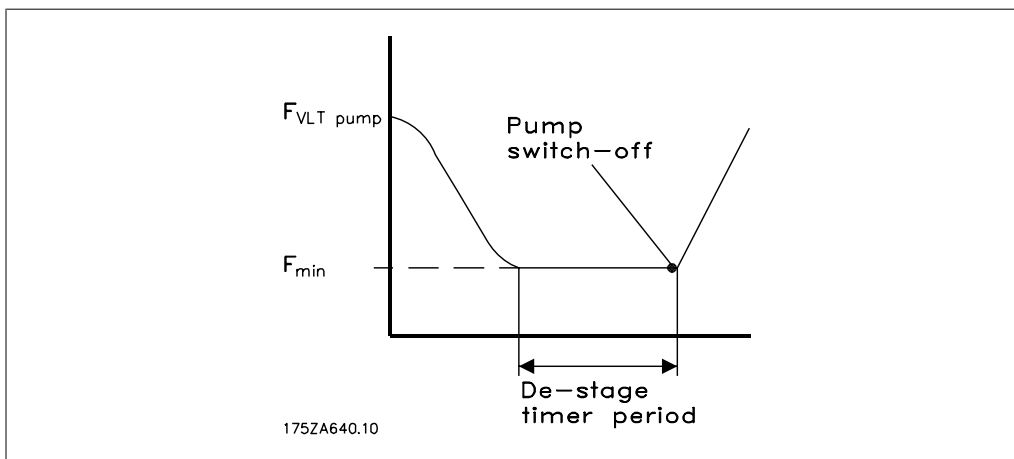 F_VLT pump
Pump
switch-off
F_min
De-stage
timer period
175ZA640.10